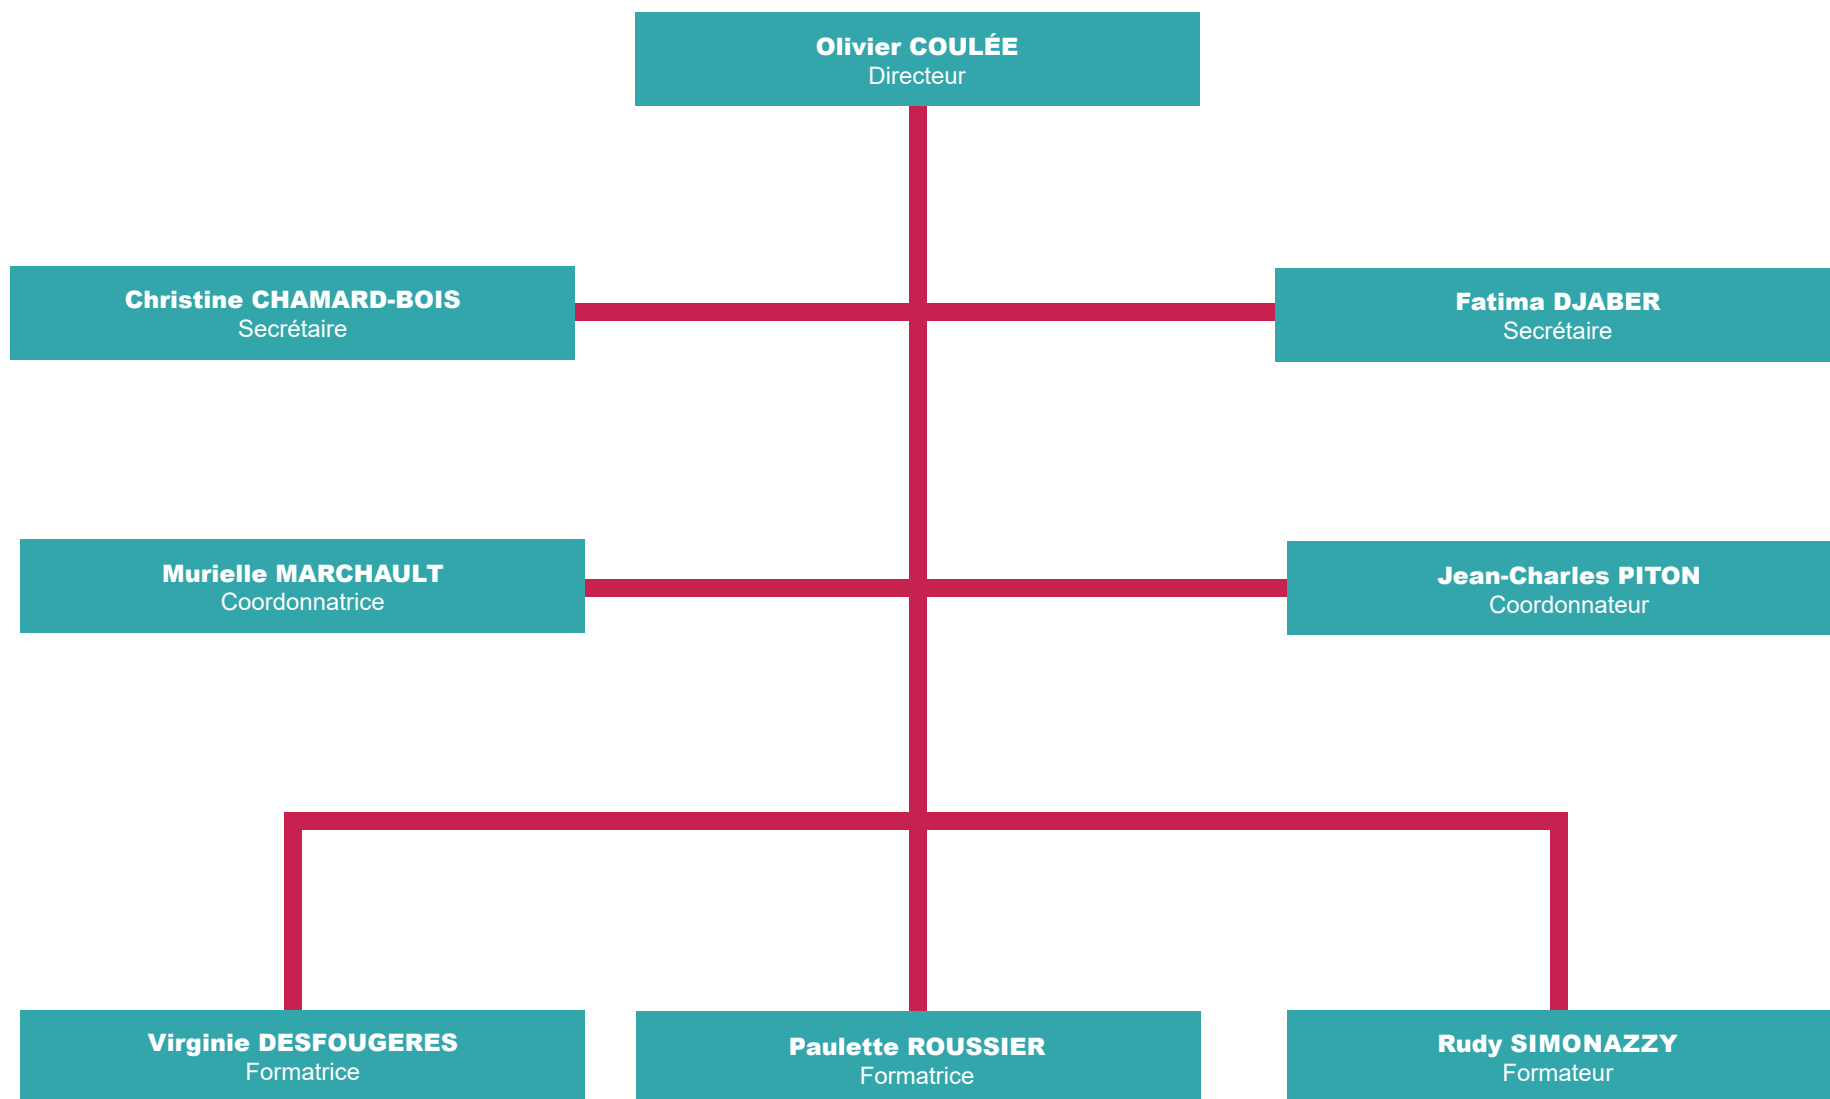 Olivier COULÉE
Directeur
Christine CHAMARD-BOIS
Secrétaire
Fatima DJABER
Secrétaire
Murielle MARCHAULT
Coordonnatrice
Jean-Charles PITON
Coordonnateur
Virginie DESFOUGERES
Formatrice
Paulette ROUSSIER
Formatrice
Rudy SIMONAZZY
Formateur